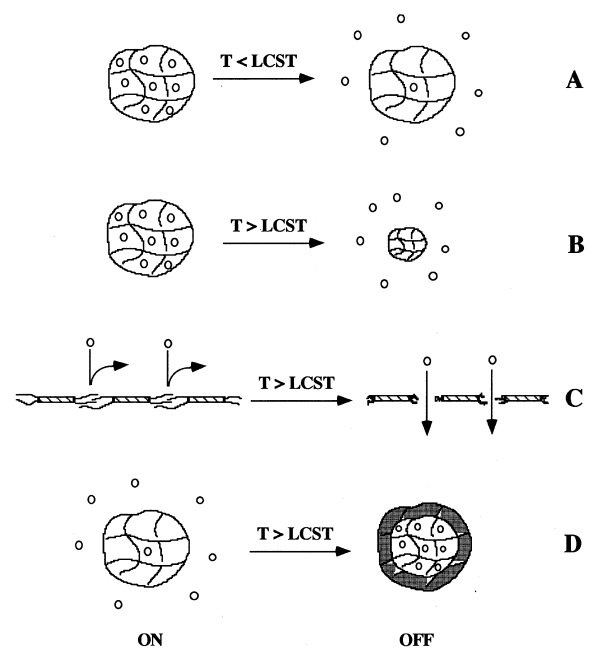 T < LCST
A
T > LCST
B
T > LCST
C
T > LCST
D
ON OFF